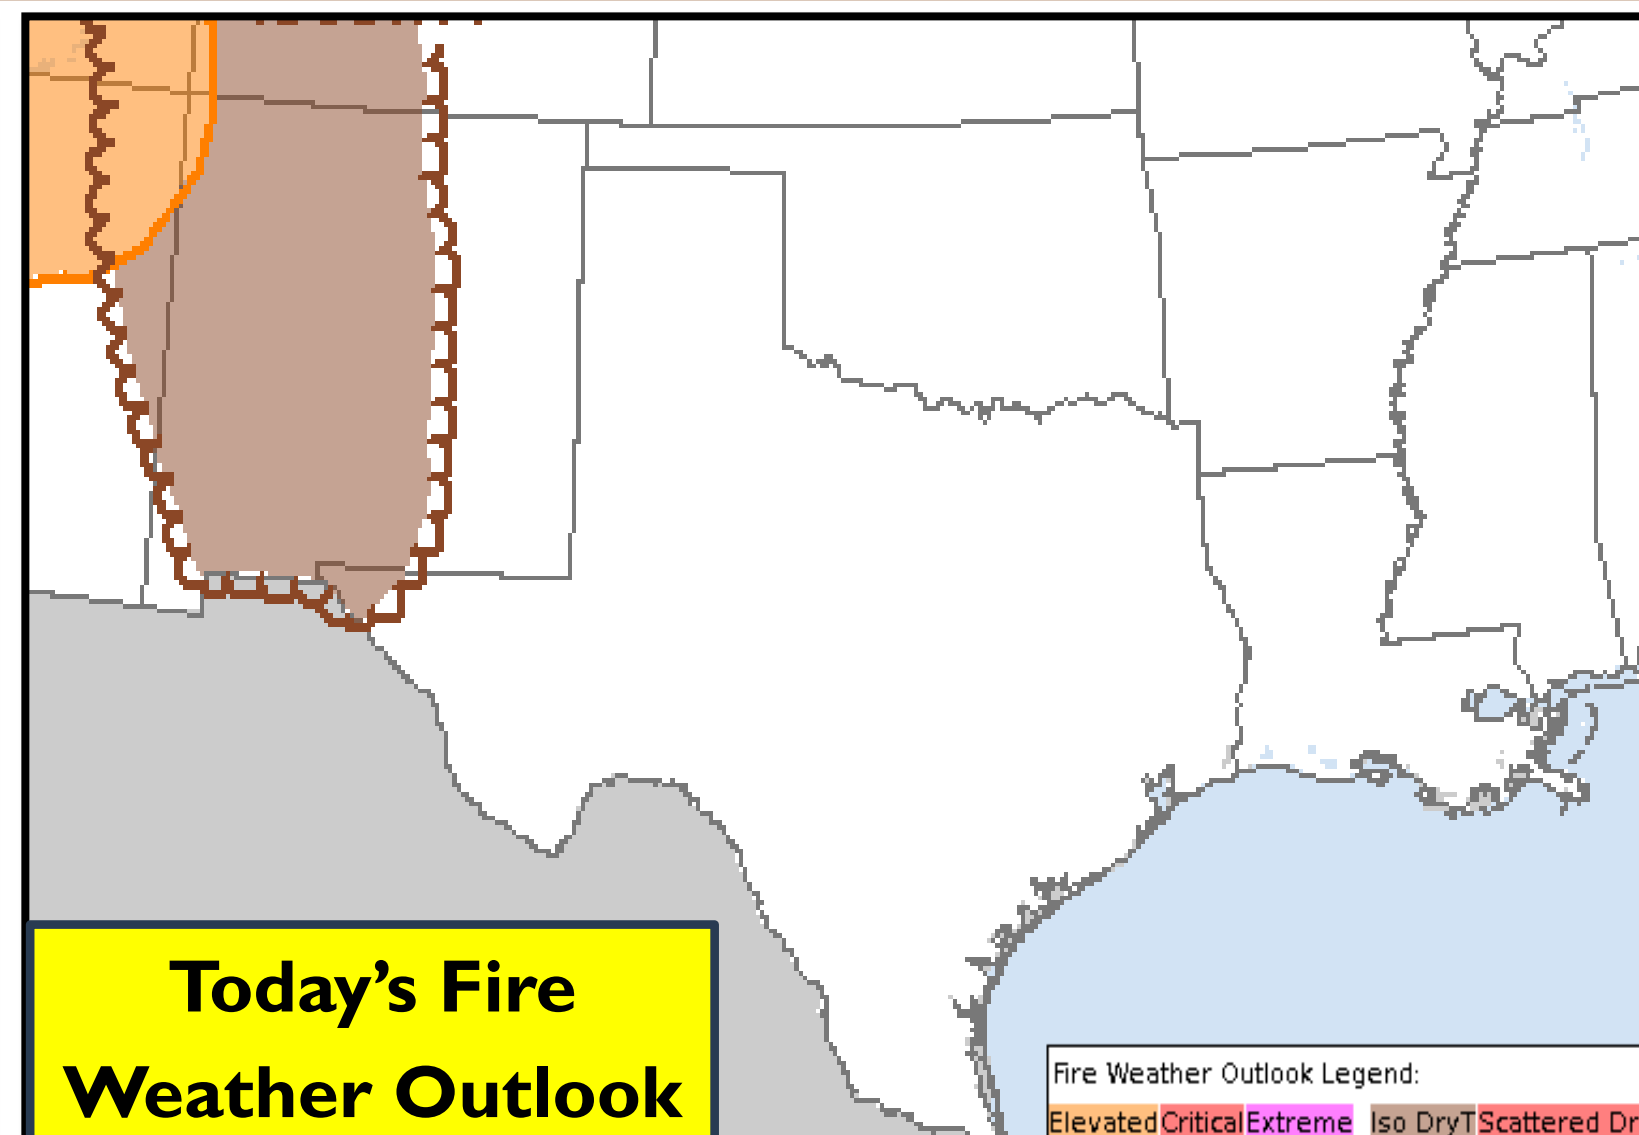 Today’s Fire
Weather Outlook
Fire Weather Outlook Legend:
Elevated Critical Extreme Iso DryT Scattered Dr